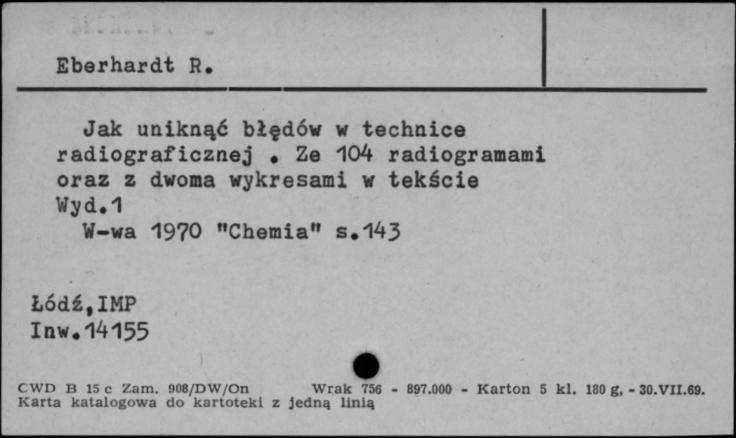 Eberhardt R.
Jak uniknąć błędów w technice
radiograficznej . Ze 104 radiogramami
oraz z dwoma wykresami w tekście
Wyd.1
W-wa 1970 "Chemia" s.143
Łódź,IMP
Inw.14155
CWD B 15 c Zam. 908/DW/On Wrak 756 - 897.000 - Karton 5 kl. 180 g, - 30.VII.69.
Karta katalogowa do kartoteki z jedną linią